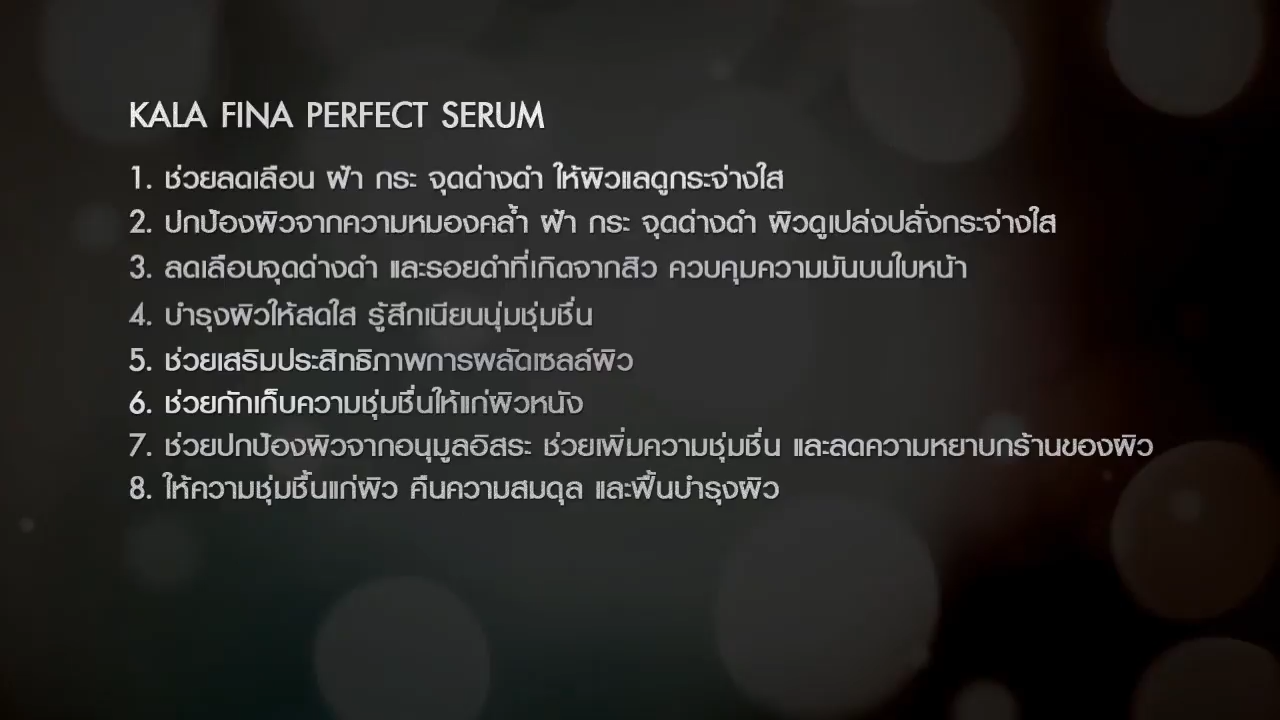 KALA FINA PERFECT SERUM
1. ช่วยลดเลือน ฝ้า กระ จุดด่างดำ ให้ผิวแลดูกระจ่างใส
2. ปกป้องผิวจากความหมองคล้ำ ฝ้า กระ จุดด่างดำ ผิวดูเปล่งปลั่งกระจ่างใส
3. ลดเลือนจุดด่างดำ และรอยดำที่เกิดจากสิว ควบคุมความมันบนใบหน้า
4. บำรุงผิวให้สดใส รู้สึกเนียนนุ่มชุ่มชื่น
5. ช่วยเสริมประสิทธิภาพการผลัดเซลล์ผิว
6. ช่วยกักเก็บความชุ่มชื่นให้แก่ผิวหนัง
7. ช่วยปกป้องผิวจากอนุมูลอิสระ ช่วยเพิ่มความชุ่มชื่น และลดความหยาบกร้านของผิว
8. ให้ความชุ่มชื้นแก่ผิว คืนความสมดุล และฟื้นบำรุงผิว